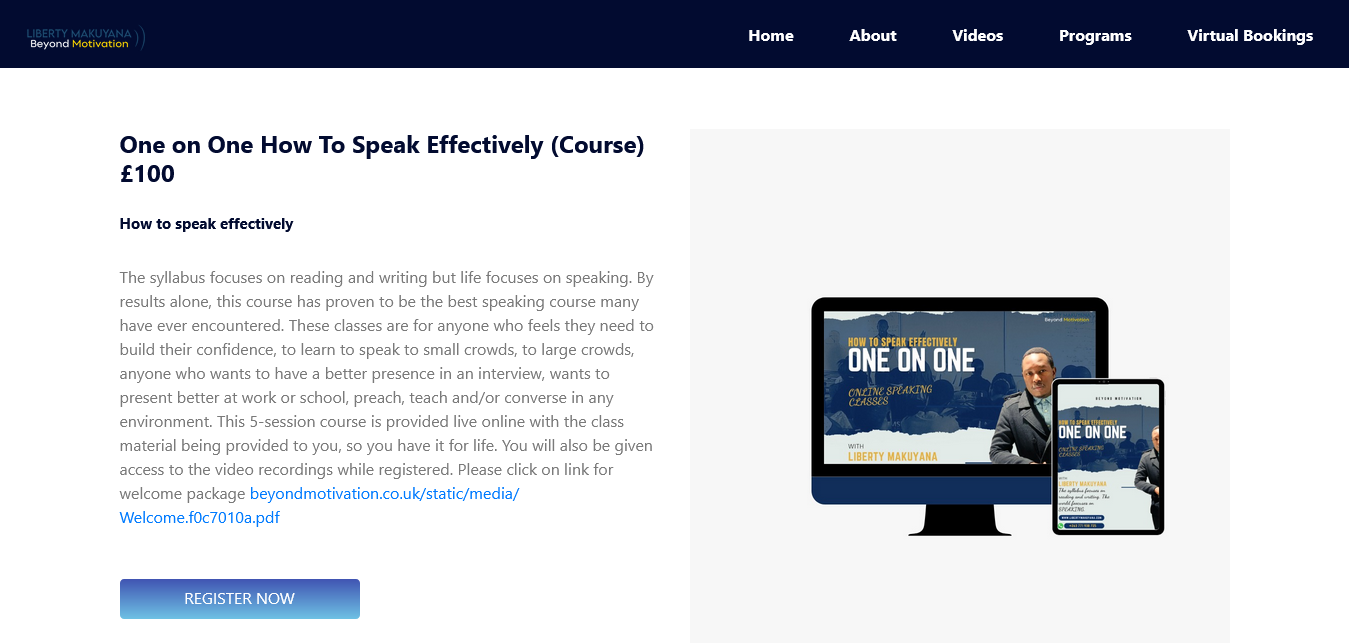 LIBERTY MAKUYANA
Beyond Motivation
Home
About
Videos
Programs
Virtual Bookings
One on One How To Speak Effectively (Course)
£100
How to speak effectively
The syllabus focuses on reading and writing but life focuses on speaking. By
results alone, this course has proven to be the best speaking course many
have ever encountered. These classes are for anyone who feels they need to
build their confidence, to learn to speak to small crowds, to large crowds,
anyone who wants to have a better presence in an interview, wants to
present better at work or school, preach, teach and/or converse in any
environment. This 5-session course is provided live online with the class
material being provided to you, so you have it for life. You will also be given
access to the video recordings while registered. Please click on link for
welcome package beyondmotivation.co.uk/static/media/
Welcome.f0c7010a.pdf
REGISTER NOW
Beyond Motivation
HOW TO SPEAK EFFECTIVELY
ONE ON ONE
ONLINE SPEAKING
CLASSES
WITH
LIBERTY MAKUYANA
BEYOND MOTIVATION
HOW TO SPEAK EFFECTIVELY
ONE ON ONE
ONLINE SPEAKING
CLASSES
LIBERTY MAKUYANA
The syllabus focuses on
reading and writing. The
world focuses on
SPEAKING.